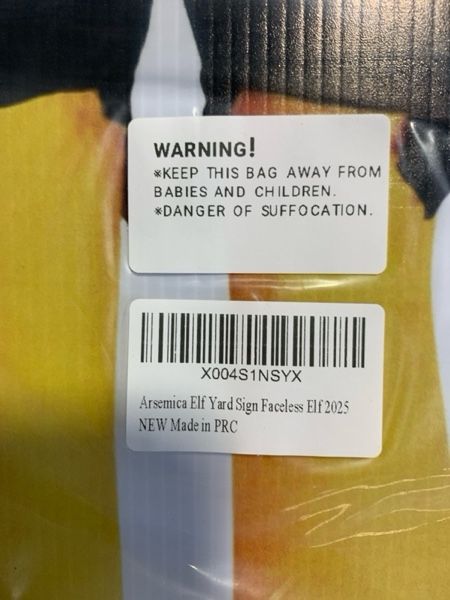 WARNING!
※KEEP THIS BAG AWAY FROM
BABIES AND CHILDREN.
※DANGER OF SUFFOCATION.
X004S1NSYX
Arsemica Elf Yard Sign Faceless Elf 2025
NEW Made in PRC